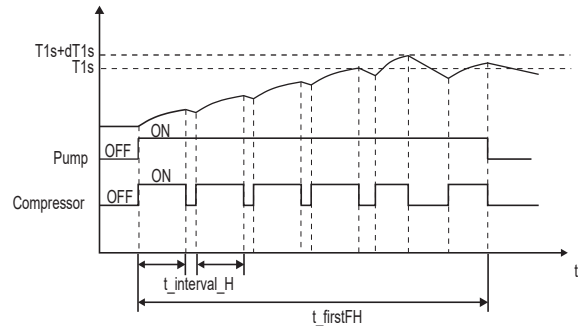 T1s+dT1s
T1s
ON
OFF
Pump
ON
OFF
Compressor
t
t_interval_H
t_firstFH